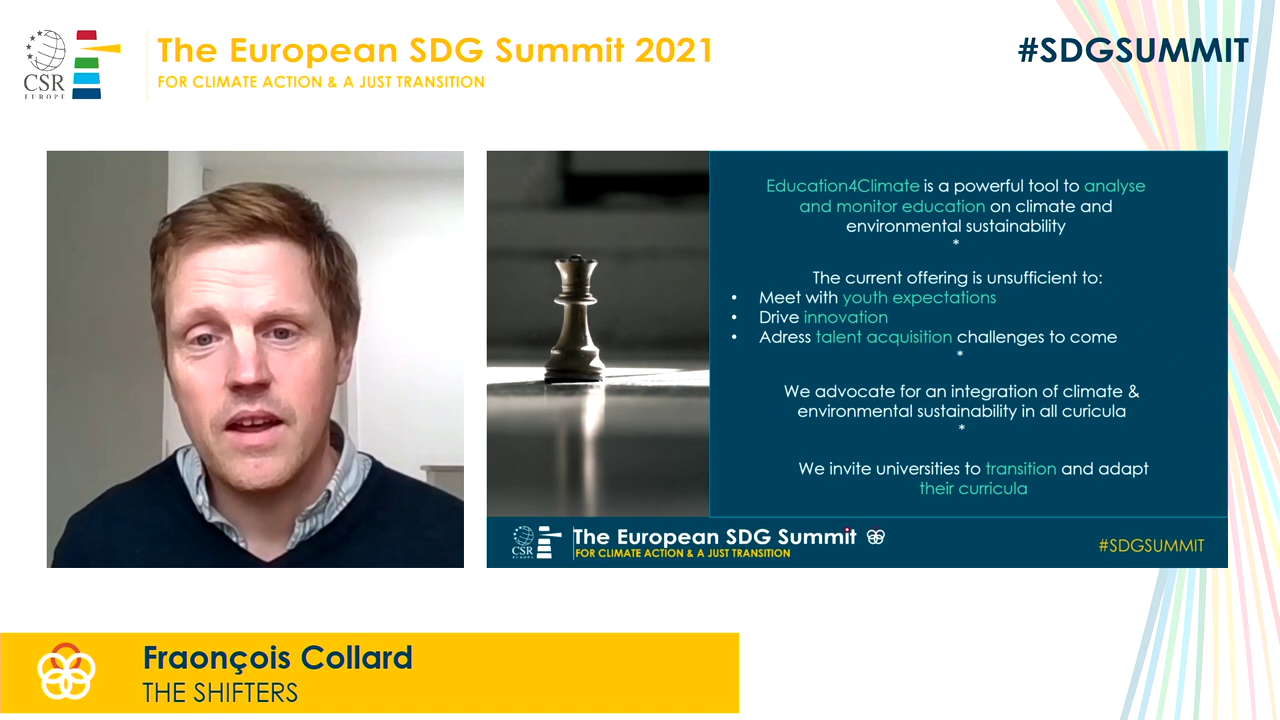 CSR
EUROPE
The European SDG Summit 2021
FOR CLIMATE ACTION & A JUST TRANSITION
#SDGSUMMIT
Education4Climate is a powerful tool to analyse
and monitor education on climate and
environmental sustainability
*
The current offering is unsufficient to:
• Meet with youth expectations
• Drive innovation
• Adress talent acquisition challenges to come
*
We advocate for an integration of climate &
environmental sustainability in all curicula
*
We invite universities to transition and adapt
their curricula
CSR
EUROPE
The European SDG Summit
FOR CLIMATE ACTION & A JUST TRANSITION
#SDGSUMMIT
Fraonçois Collard
THE SHIFTERS